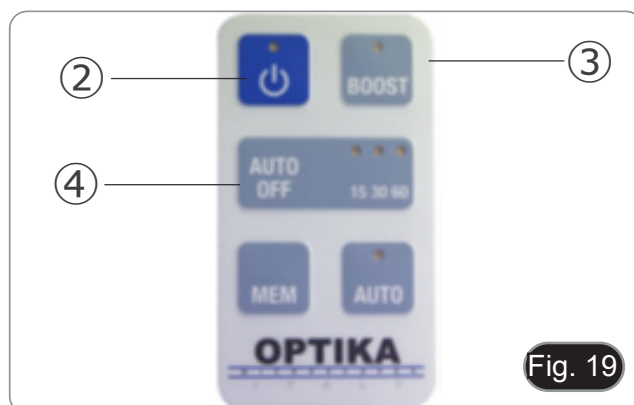 ②
③
BOOST
④
AUTO
OFF
15 30 60
MEM
AUTO
OPTIKA
Fig. 19